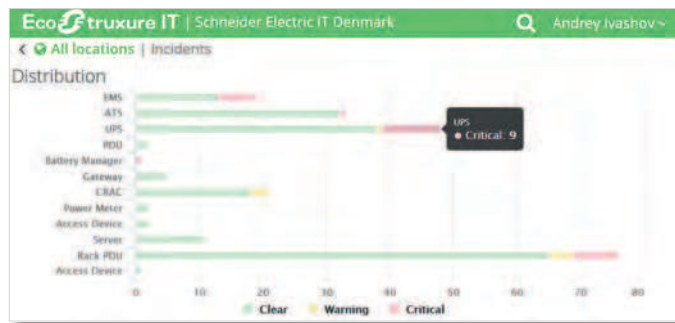 EcoStruxure IT | Schneider Electric IT Denmark Andrey Ivashov
All locations | Incidents
Distribution
EMS
ATS
UPS
PDU
Battery Manager
Gateway
CRAC
Power Meter
Access Device
Server
Rack PDU
Access Device
UPS
Critical: 9
0 10 20 30 40 50 60 70 80
Clear Warning Critical